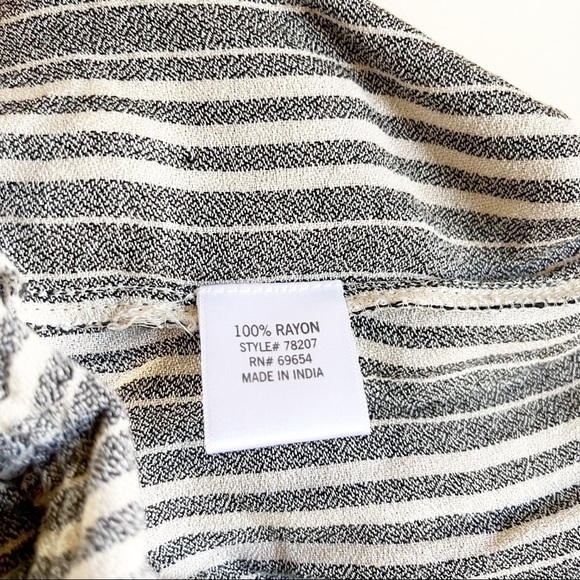 100% RAYON
STYLE# 78207
RN# 69654
MADE IN INDIA